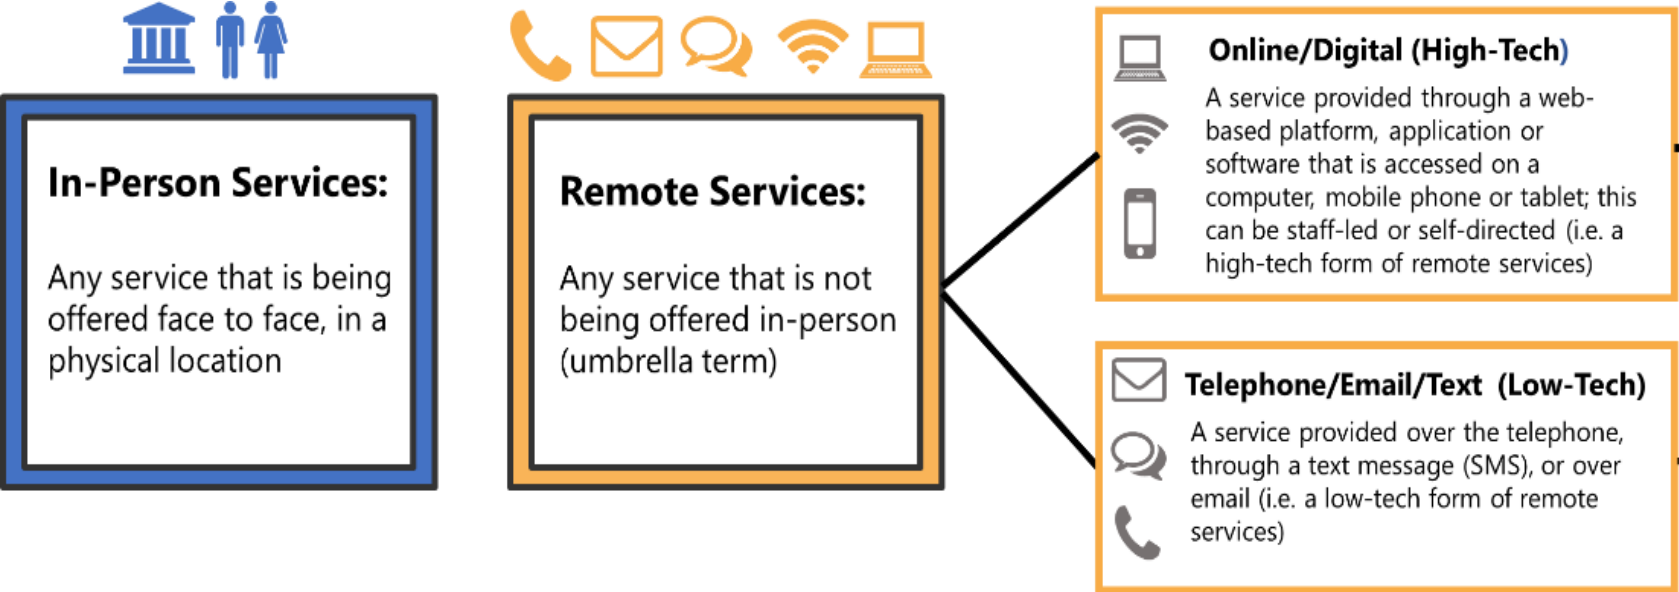 In-Person Services:
Any service that is being
offered face to face, in a
physical location
Remote Services:
Any service that is not
being offered in-person
(umbrella term)
Online/Digital (High-Tech)
A service provided through a web-
based platform, application or
software that is accessed on a
computer, mobile phone or tablet; this
can be staff-led or self-directed (i.e. a
high-tech form of remote services)
Telephone/Email/Text (Low-Tech)
A service provided over the telephone,
through a text message (SMS), or over
email (i.e. a low-tech form of remote
services)